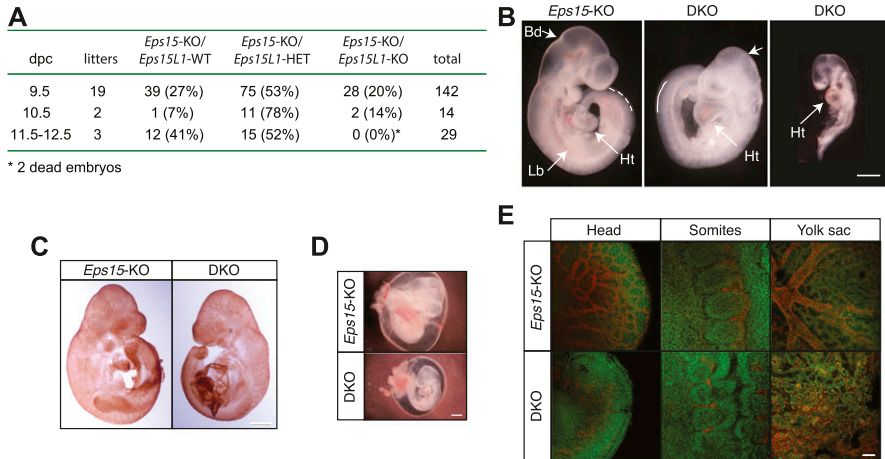 A
Eps15-KO/ Eps15-KO/ Eps15-KO/
dpc litters Eps15L1-WT Eps15L1-HET Eps15L1-KO total
9.5 19 39 (27%) 75 (53%) 28 (20%) 142
10.5 2 1 (7%) 11 (78%) 2 (14%) 14
11.5-12.5 3 12 (41%) 15 (52%) 0 (0%)* 29
* 2 dead embryos
B
Eps15-KO DKO DKO
Bd
Ht
Lb
Ht
*
Ht
C
Eps15-KO DKO
D
Eps15-KO
DKO
E
Head Somites Yolk sac
Eps15-KO
DKO